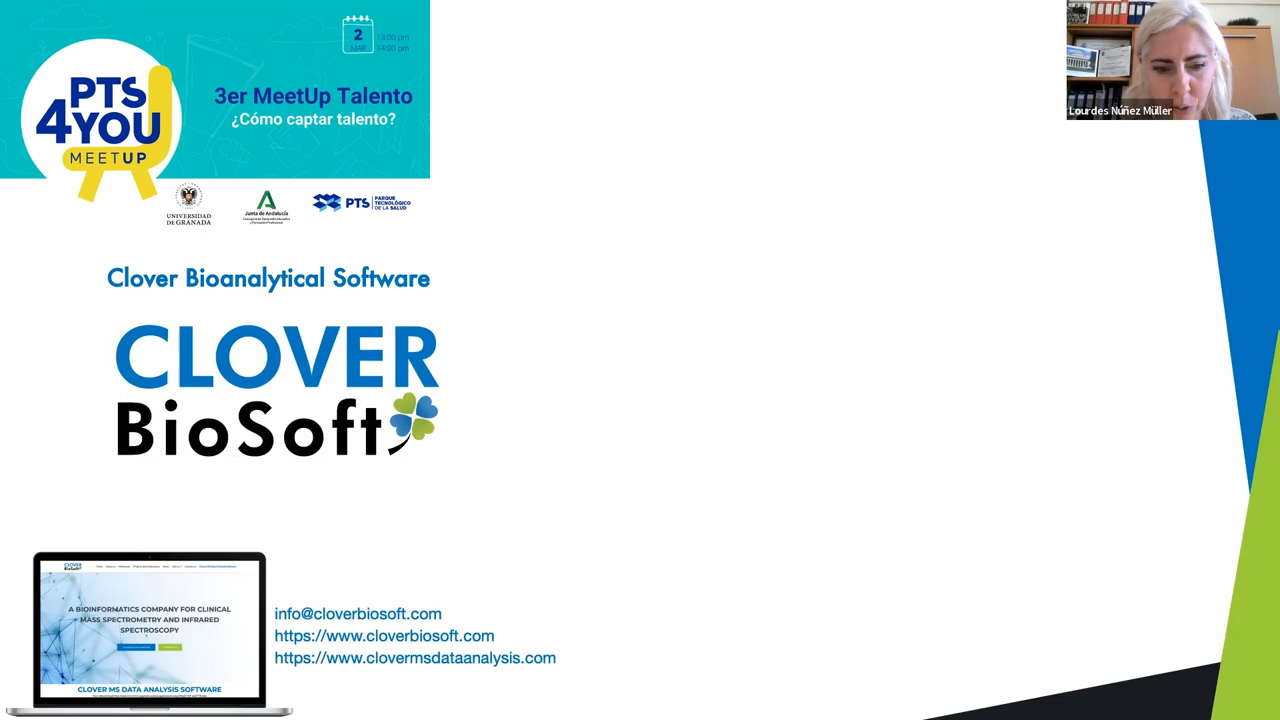 2
MAR
13:00 pm
14:00 pm
PTS
4YOU
MEETUP
3er MeetUp Talento
¿Cómo captar talento?
UNIVERSIDAD
DE GRANADA
Junta de Andalucía
PTS
PARQUE
TECNOLÓGICO
DE LA SALUD
Lourdes Núñez Müller
Clover Bioanalytical Software
CLOVER
BioSoft
CLOVER
BioSoft
A BIOINFORMATICS COMPANY FOR CLINICAL
MASS SPECTROMETRY AND INFRARED
SPECTROSCOPY
CLOVER MS DATA ANALYSIS SOFTWARE
info@cloverbiosoft.com
https://www.cloverbiosoft.com
https://www.clovermsdataanalysis.com